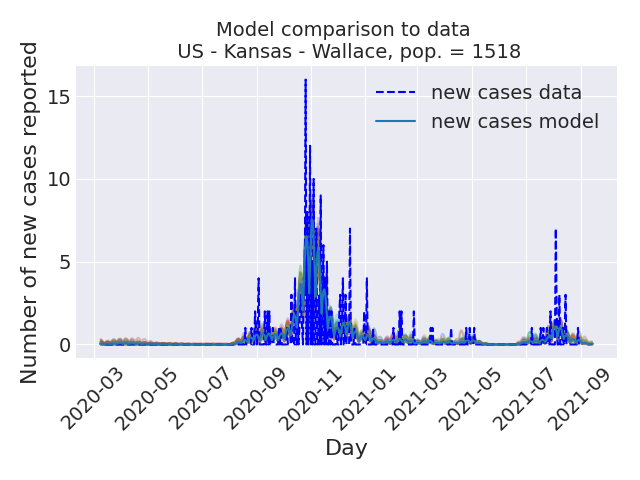 Model comparison to data
US - Kansas - Wallace, pop. = 1518
Number of new cases reported
15
10
5
0
new cases data
new cases model
2020-03
2020-05
2020-07
2020-09
2020-11
2021-01
2021-03
2021-05
2021-07
2021-09
Day